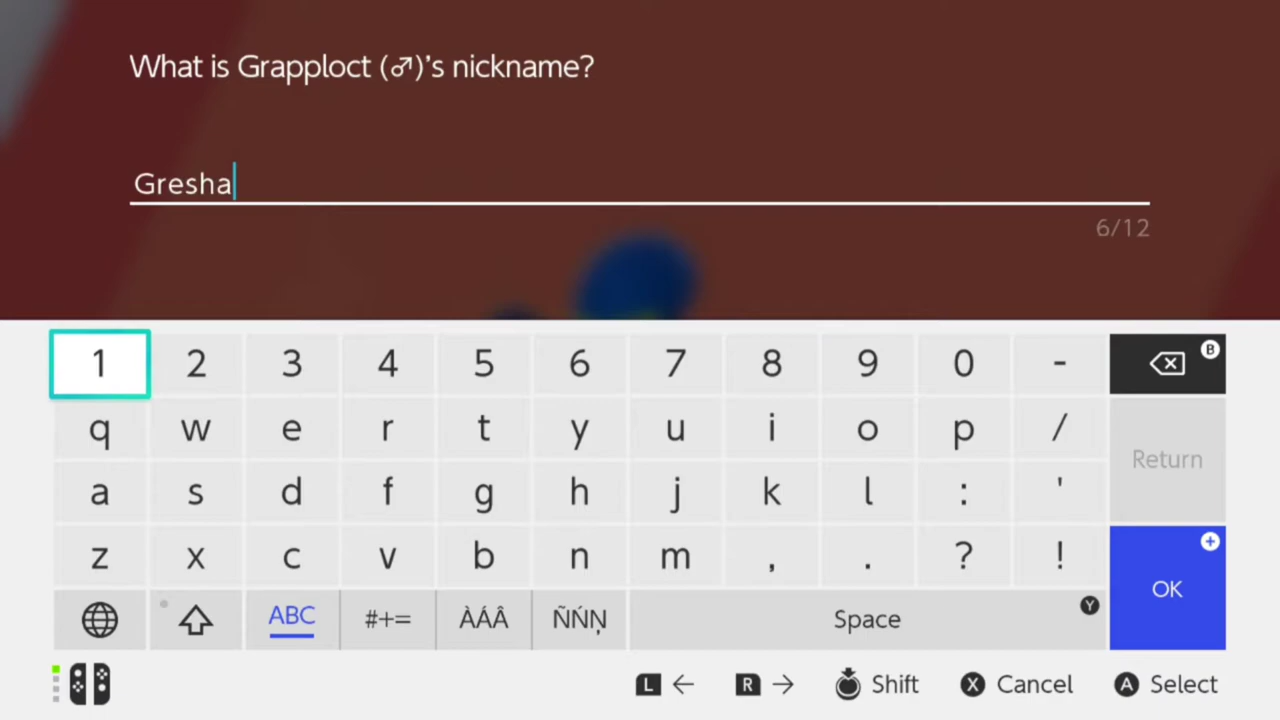 What is Grapploct (♂)'s nickname?
Gresha
6/12
1 2 3 4 5 6 7 8 9 0 - B
q w e r t y u i o p /
Return
a s d f g h j k l : '
z x c v b n m , . ? ! +
OK
ABC #+= ÀÁÂ ÑŃŅ Space Y
L ← R → Shift X Cancel A Select